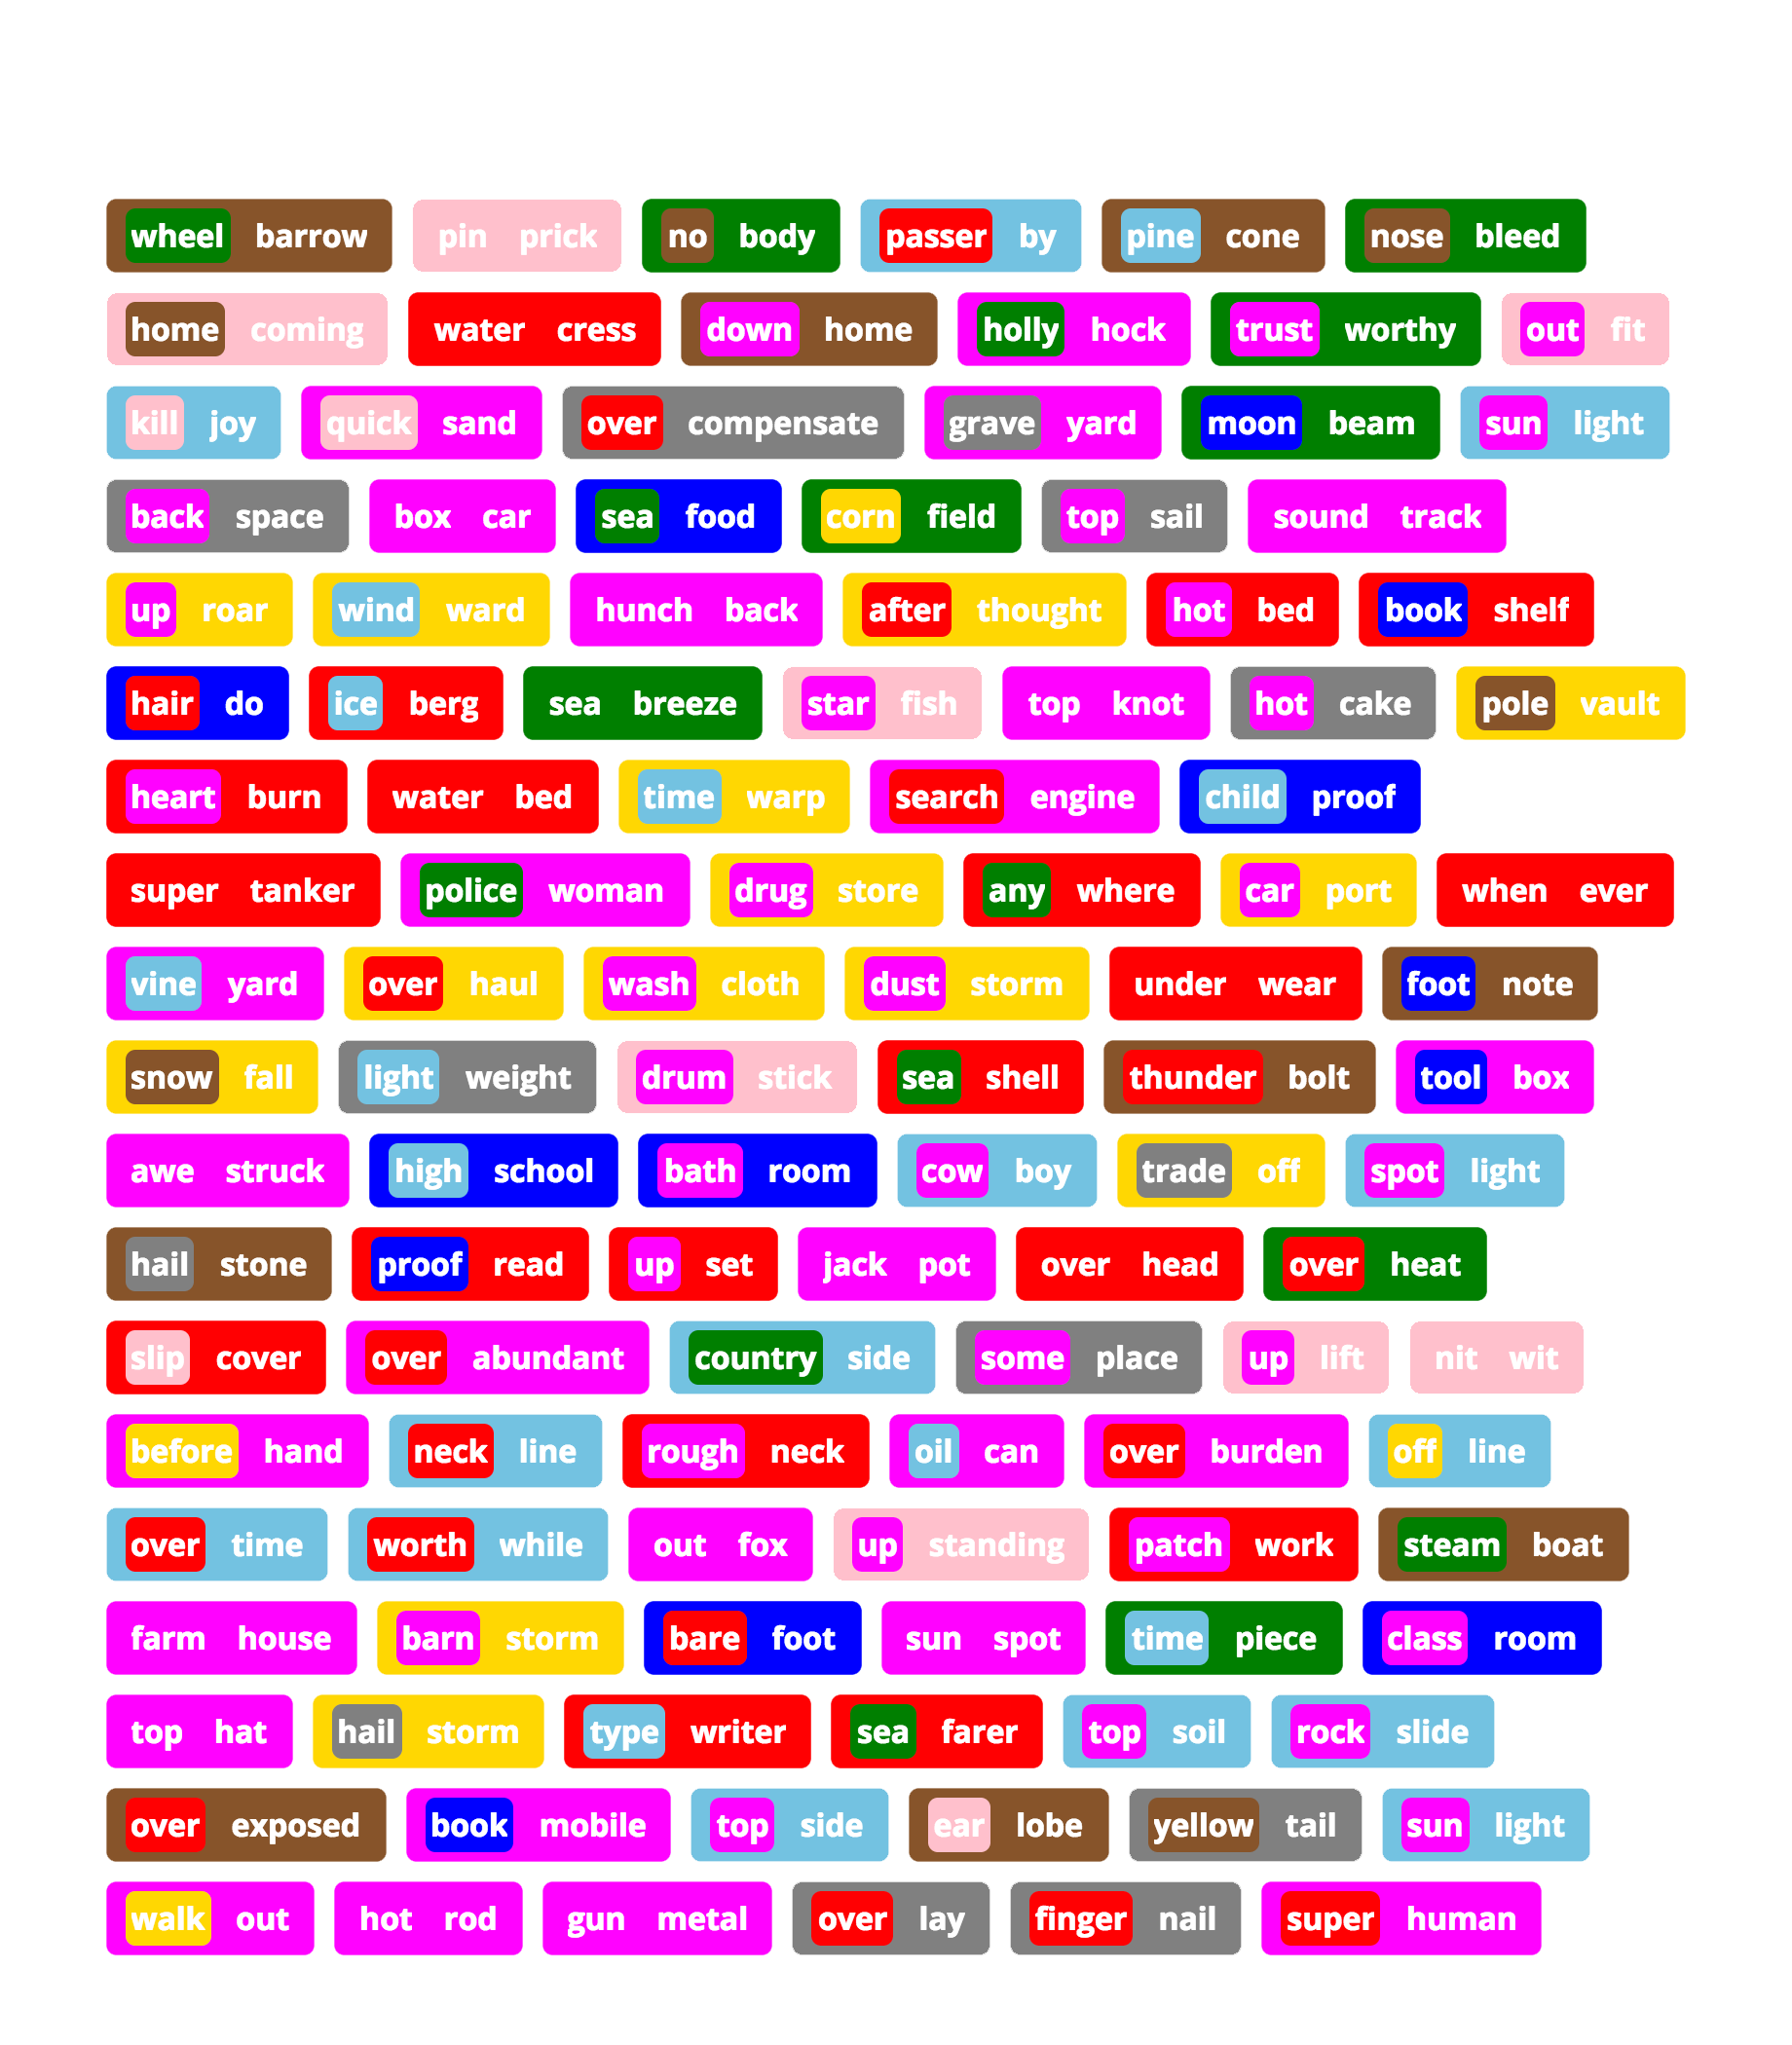 wheel barrow pin prick no body passer by pine cone nose bleed
home coming water cress down home holly hock trust worthy out fit
kill joy quick sand over compensate grave yard moon beam sun light
back space box car sea food corn field top sail sound track
up roar wind ward hunch back after thought hot bed book shelf
hair do ice berg sea breeze star fish top knot hot cake pole vault
heart burn water bed time warp search engine child proof
super tanker police woman drug store any where car port when ever
vine yard over haul wash cloth dust storm under wear foot note
snow fall light weight drum stick sea shell thunder bolt tool box
awe struck high school bath room cow boy trade off spot light
hail stone proof read up set jack pot over head over heat
slip cover over abundant country side some place up lift nit wit
before hand neck line rough neck oil can over burden off line
over time worth while out fox up standing patch work steam boat
farm house barn storm bare foot sun spot time piece class room
top hat hail storm type writer sea farer top soil rock slide
over exposed book mobile top side ear lobe yellow tail sun light
walk out hot rod gun metal over lay finger nail super human